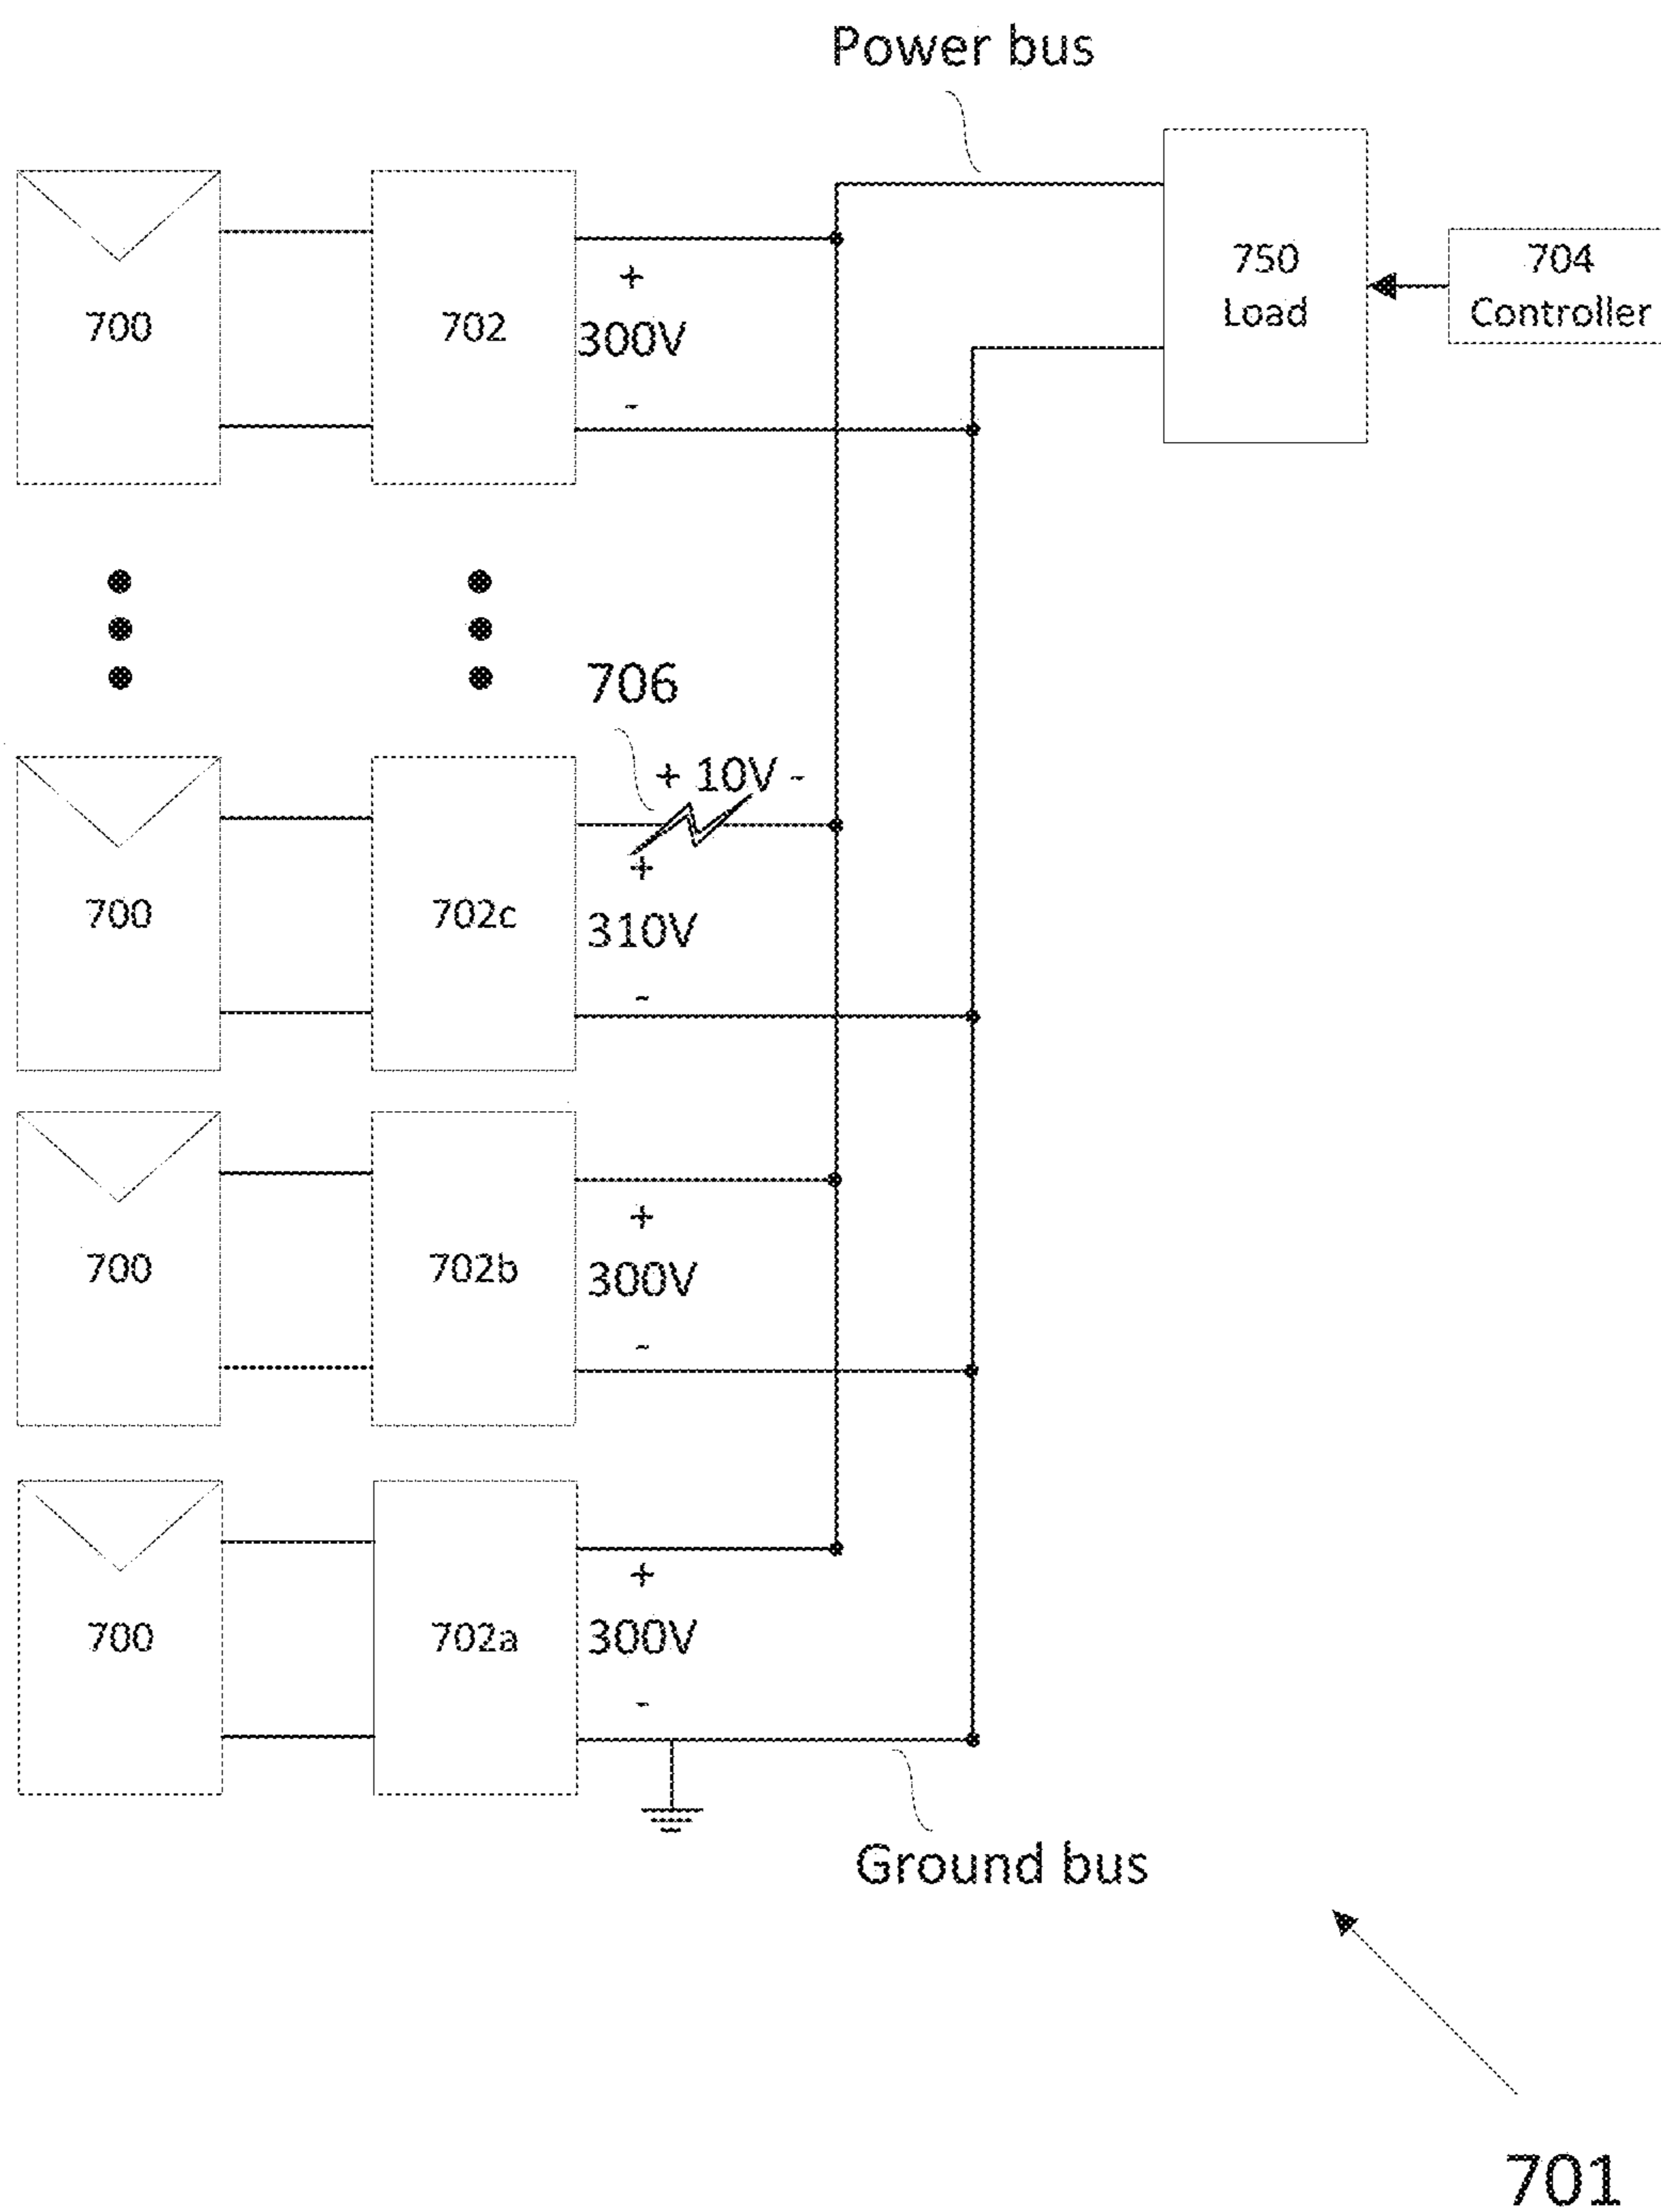 Power bus
700
702
+
300V
-
750
Load
704
Controller
706
+ 10V -
700
702c
+
310V
-
700
702b
+
300V
-
700
702a
+
300V
-
Ground bus
701